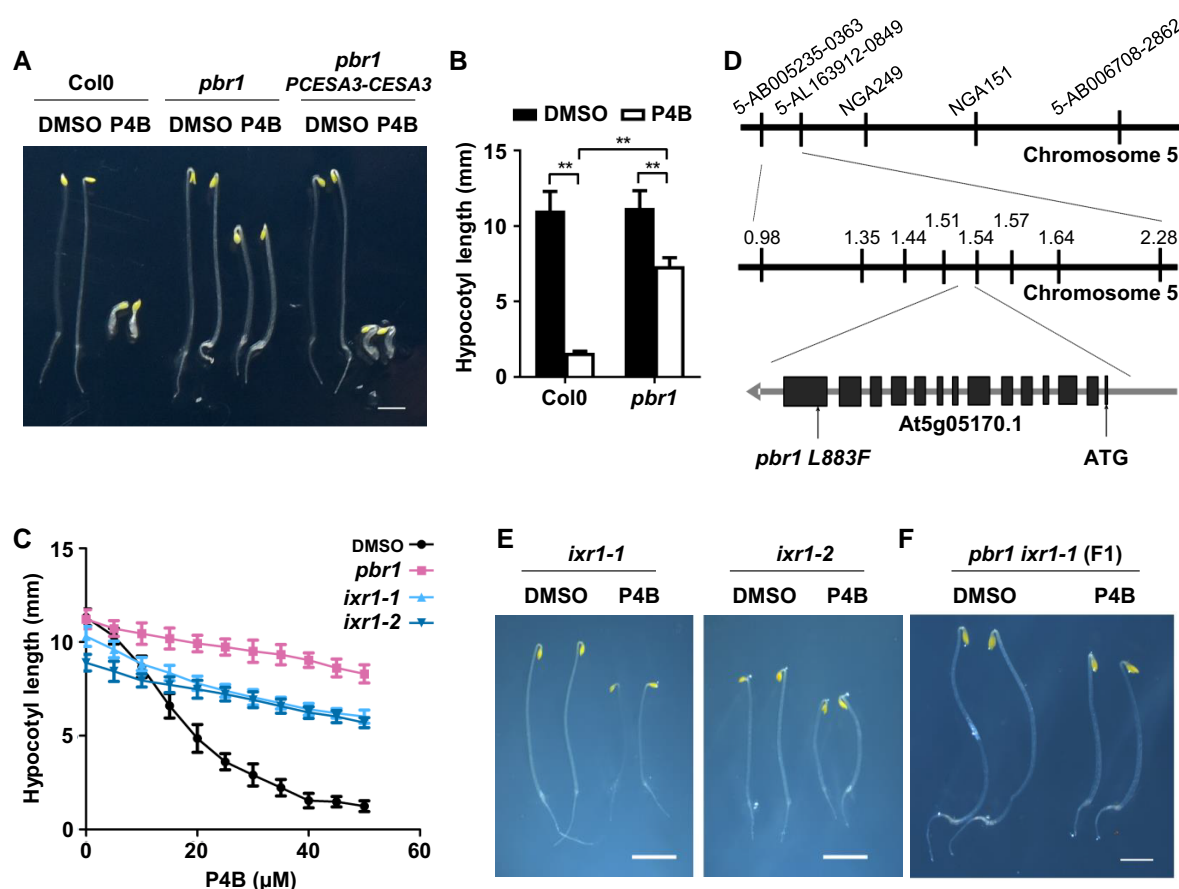 A
Col0 pbr1 pbr1 PCESA3-CESA3
DMSO P4B DMSO P4B DMSO P4B
B
DMSO P4B
** ** **
Hypocotyl length (mm)
15
10
5
0
Col0 pbr1
D
5-AB005235-0363
5-AL163912-0849
NGA249
NGA151
5-AB006708-2862
Chromosome 5
0.98 1.35 1.44 1.51 1.54 1.57 1.64 2.28
Chromosome 5
At5g05170.1
pbr1 L883F
ATG
C
Hypocotyl length (mm)
15
10
5
0
0 20 40 60
P4B (µM)
DMSO
pbr1
ixr1-1
ixr1-2
E
ixr1-1 ixr1-2
DMSO P4B DMSO P4B
F
pbr1 ixr1-1 (F1)
DMSO P4B